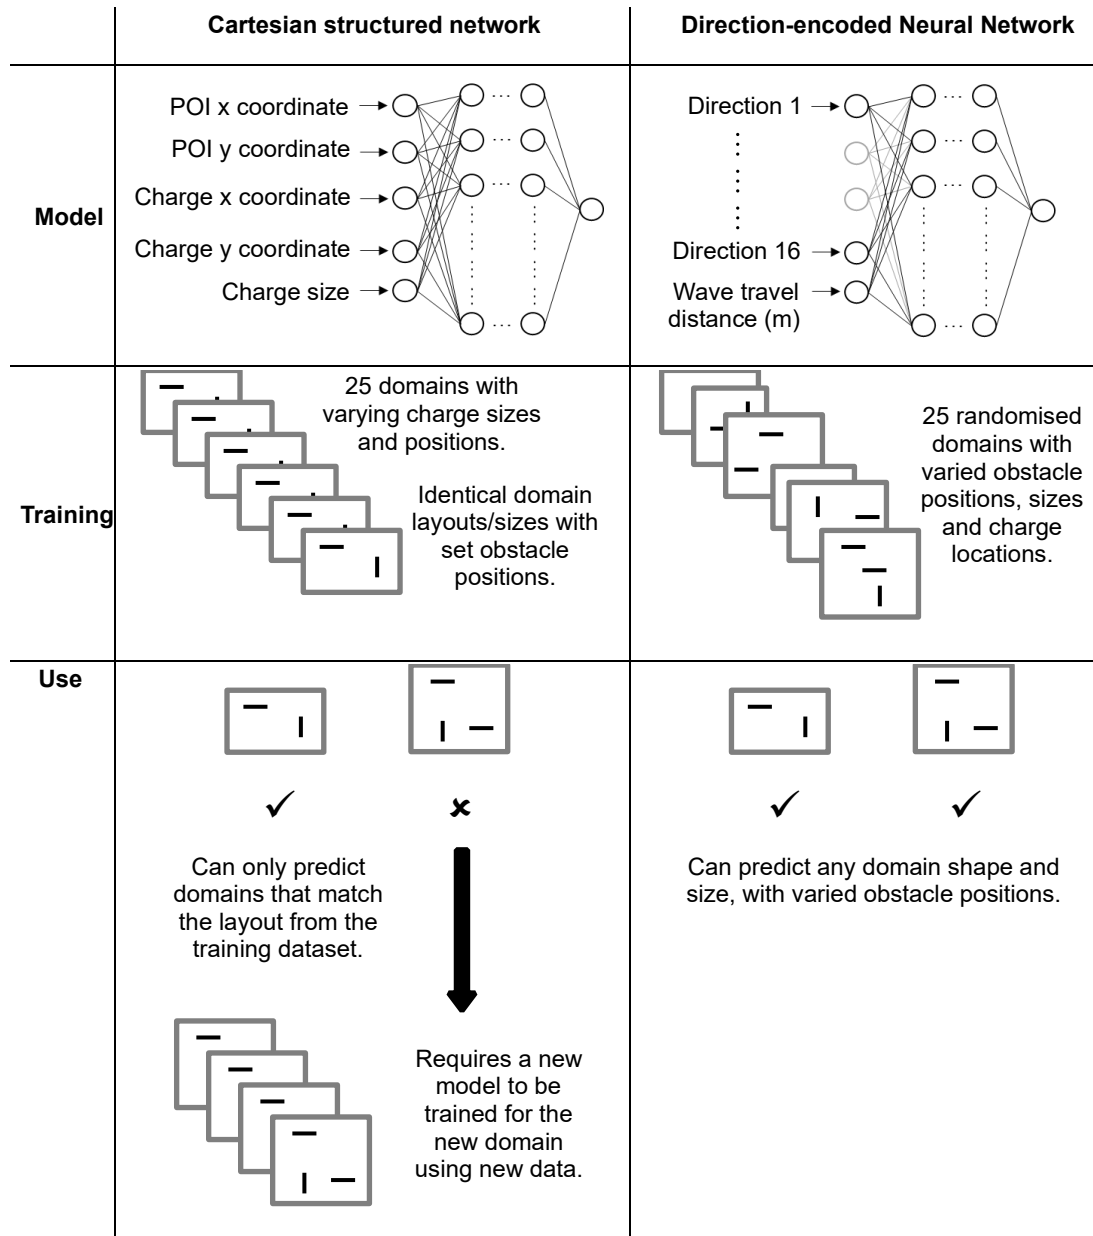 Cartesian structured network
Direction-encoded Neural Network
Model
POI x coordinate
POI y coordinate
Charge x coordinate
Charge y coordinate
Charge size
Direction 1
Direction 16
Wave travel
distance (m)
Training
25 domains with
varying charge sizes
and positions.
Identical domain
layouts/sizes with
set obstacle
positions.
25 randomised
domains with
varied obstacle
positions, sizes
and charge
locations.
Use
Can only predict
domains that match
the layout from the
training dataset.
Requires a new
model to be
trained for the
new domain
using new data.
Can predict any domain shape and
size, with varied obstacle positions.